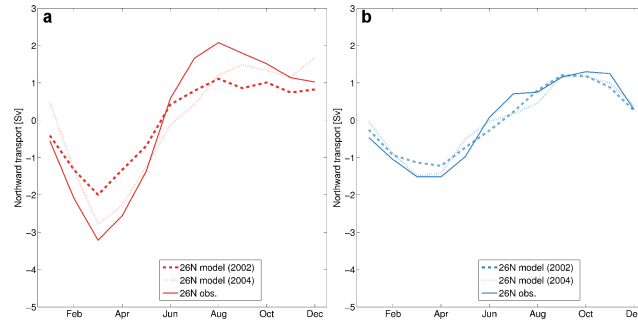 a
Northward transport [Sv]
3
2
1
0
−1
−2
−3
−4
−5
Feb Apr Jun Aug Oct Dec
26N model (2002)
26N model (2004)
26N obs.
b
Northward transport [Sv]
3
2
1
0
−1
−2
−3
−4
−5
Feb Apr Jun Aug Oct Dec
26N model (2002)
26N model (2004)
26N obs.